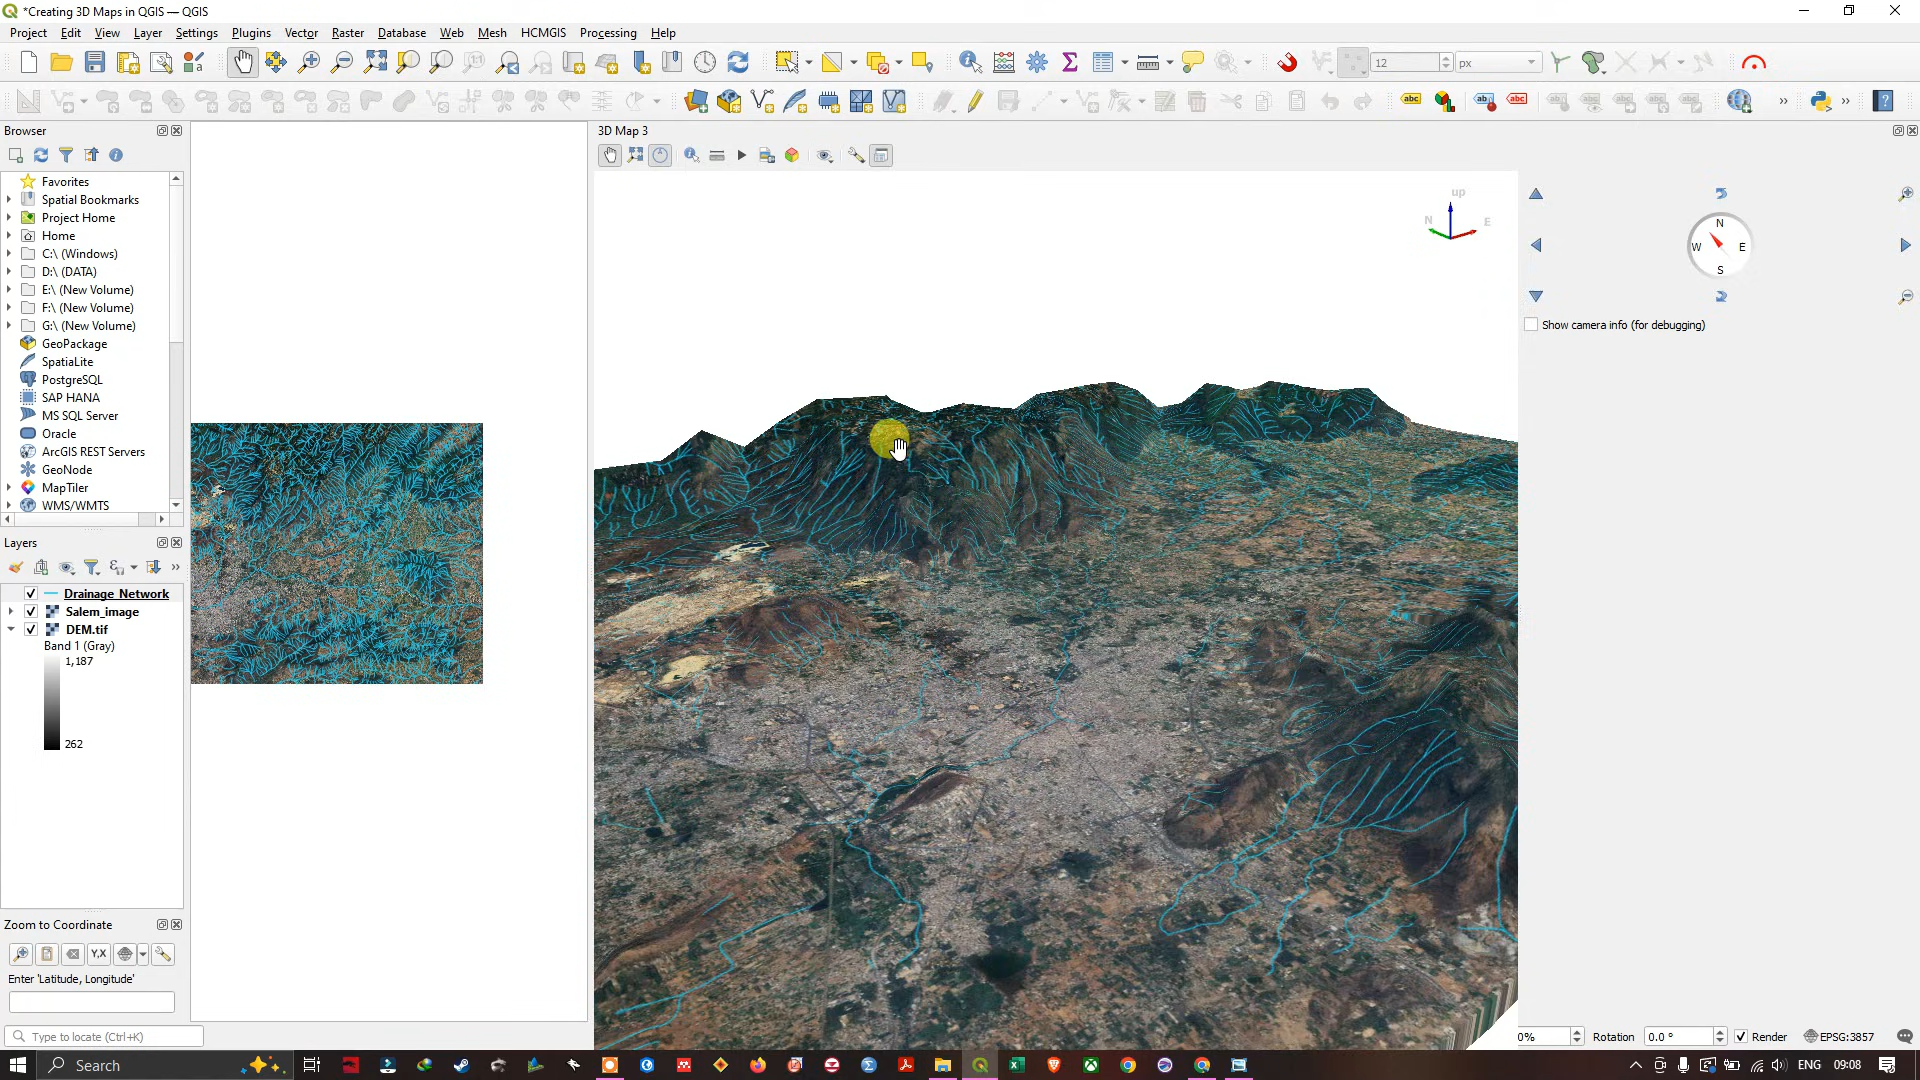 *Creating 3D Maps in QGIS — QGIS
Project Edit View Layer Settings Plugins Vector Raster Database Web Mesh HCMGIS Processing Help
12 px
abc abc abc
Browser
3D Map 3
Favorites
Spatial Bookmarks
Project Home
Home
C:\ (Windows)
D:\ (DATA)
E:\ (New Volume)
F:\ (New Volume)
G:\ (New Volume)
GeoPackage
SpatiaLite
PostgreSQL
SAP HANA
MS SQL Server
Oracle
ArcGIS REST Servers
GeoNode
MapTiler
WMS/WMTS
up
N E
N
W E
S
Show camera info (for debugging)
Layers
Drainage_Network
Salem_image
DEM.tif
Band 1 (Gray)
1,187
262
Zoom to Coordinate
Y,X
Enter 'Latitude, Longitude'
Type to locate (Ctrl+K)
0% Rotation 0.0 ° Render EPSG:3857
Search
ENG 09:08